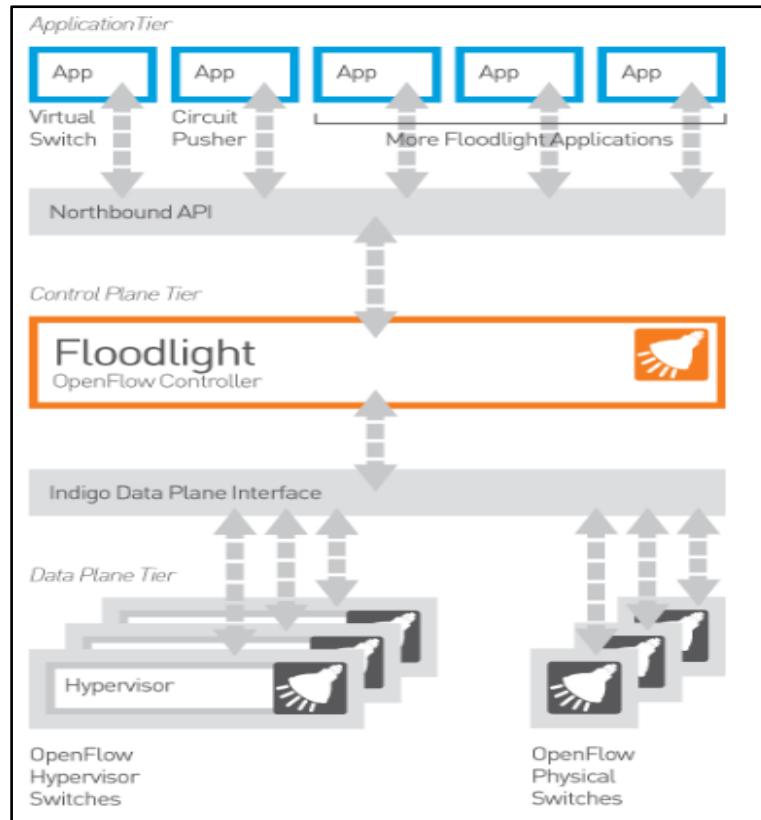 ApplicationTier
App
App
App
App
App
Virtual
Switch
Circuit
Pusher
More Floodlight Applications
Northbound API
Control Plane Tier
Floodlight
OpenFlow Controller
Indigo Data Plane Interface
Data Plane Tier
Hypervisor
OpenFlow
Hypervisor
Switches
OpenFlow
Physical
Switches